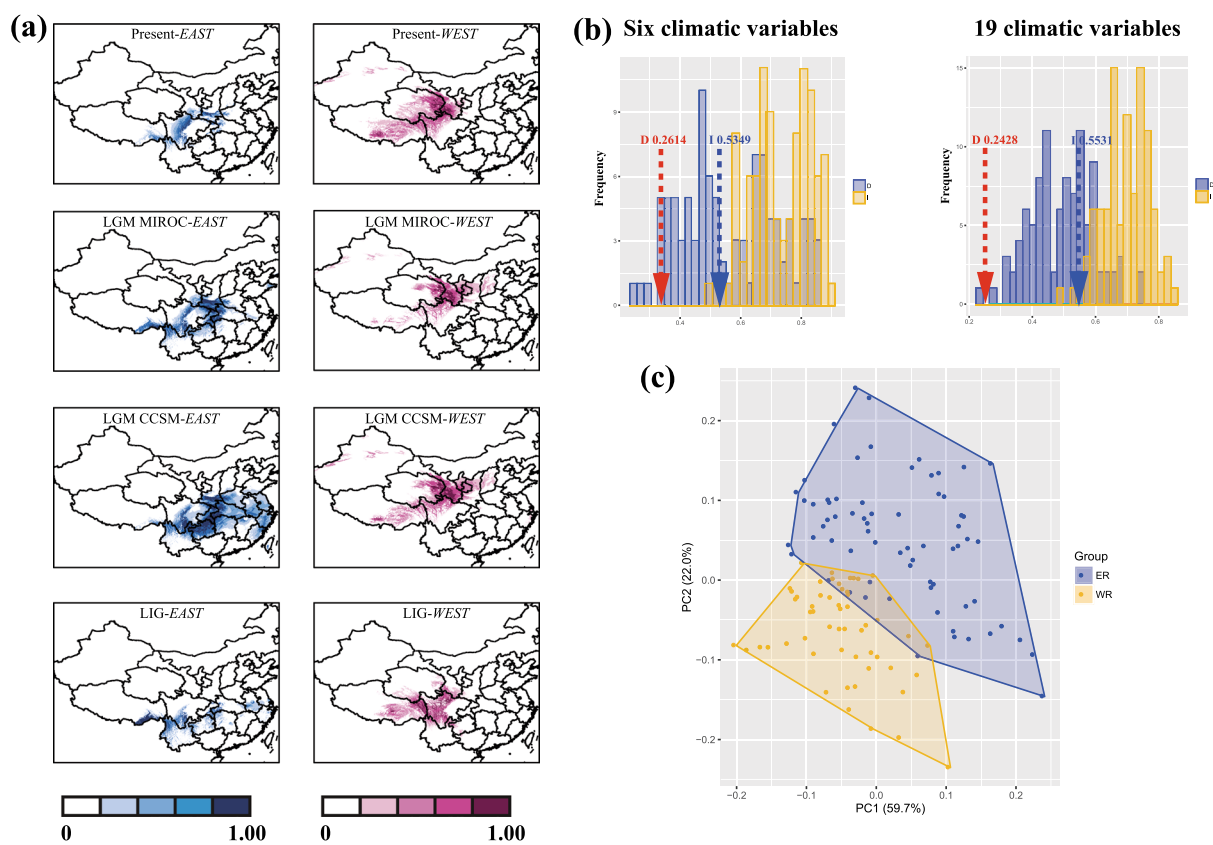 (a)
Present-EAST
Present-WEST
LGM MIROC-EAST
LGM MIROC-WEST
LGM CCSM-EAST
LGM CCSM-WEST
LIG-EAST
LIG-WEST
0 1.00
0 1.00
(b) Six climatic variables
19 climatic variables
Frequency
9
6
3
0
0.4 0.6 0.8
D 0.2614
I 0.5349
D
I
Frequency
15
10
5
0
0.2 0.4 0.6 0.8
D 0.2428
I 0.5531
D
I
(c)
PC2 (22.0%)
0.2
0.1
0.0
−0.1
−0.2
−0.2 −0.1 0.0 0.1 0.2
PC1 (59.7%)
Group
ER
WR